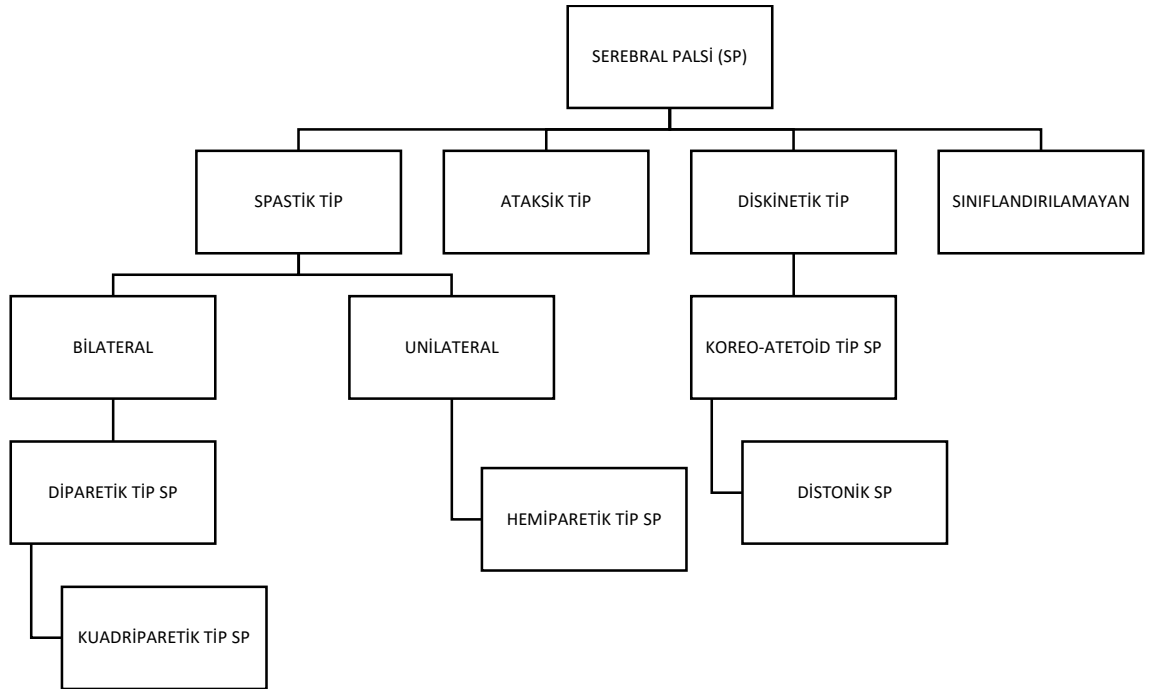 SEREBRAL PALSİ (SP)
SPASTİK TİP
ATAKSİK TİP
DİSKİNETİK TİP
SINIFLANDIRILAMAYAN
BİLATERAL
UNİLATERAL
KOREO-ATETOİD TİP SP
DİPARETİK TİP SP
HEMİPARETİK TİP SP
DİSTONİK SP
KUADRİPARETİK TİP SP